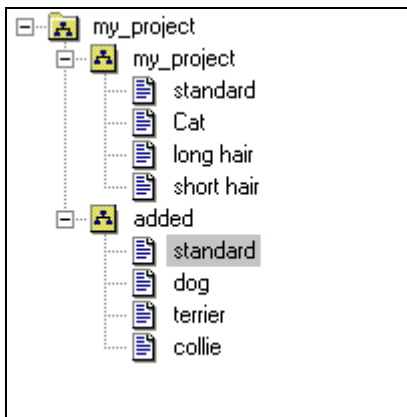 my_project
my_project
standard
Cat
long hair
short hair
added
standard
dog
terrier
collie